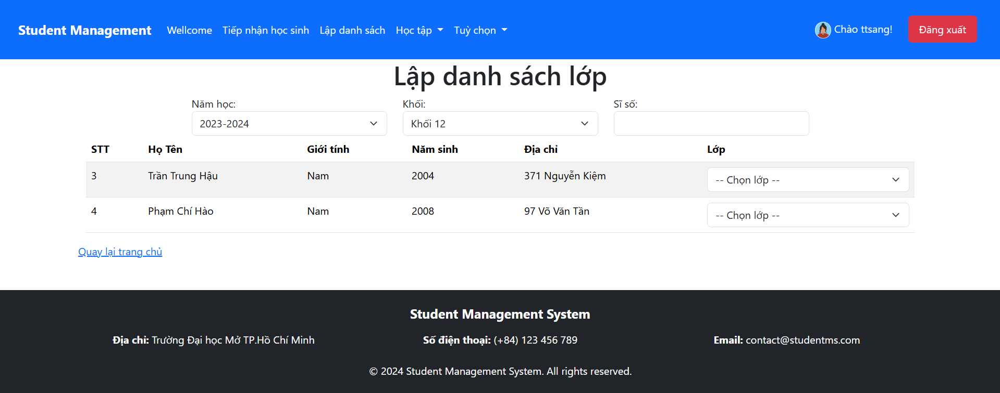 Student Management Wellcome Tiếp nhận học sinh Lập danh sách Học tập Tuỳ chọn Chào ttsang! Đăng xuất
Lập danh sách lớp
Năm học: Khối: Sĩ số:
2023-2024 Khối 12
STT Họ Tên Giới tính Năm sinh Địa chỉ Lớp
3 Trần Trung Hậu Nam 2004 371 Nguyễn Kiệm -- Chọn lớp --
4 Phạm Chí Hào Nam 2008 97 Võ Văn Tần -- Chọn lớp --
Quay lại trang chủ
Student Management System
Địa chỉ: Trường Đại học Mở TP.Hồ Chí Minh Số điện thoại: (+84) 123 456 789 Email: contact@studentms.com
© 2024 Student Management System. All rights reserved.